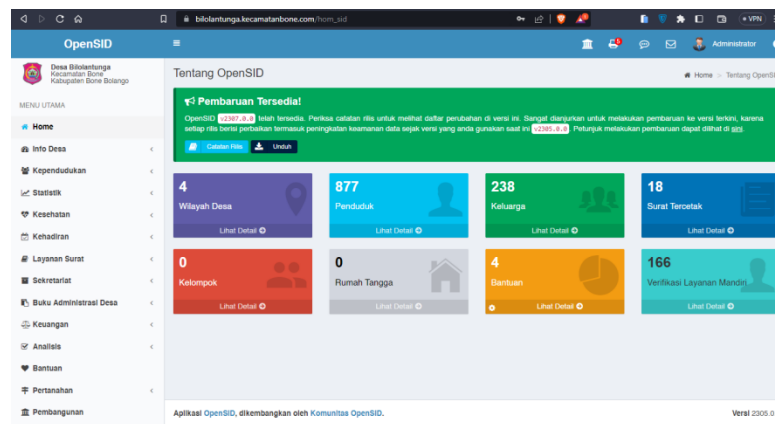 bilolantunga.kecamatanbone.com/hom_sid
VPN
OpenSID
Administrator
Desa Bilolantunga
Kecamatan Bone
Kabupaten Bone Bolango
MENU UTAMA
Home
Info Desa
Kependudukan
Statistik
Kesehatan
Kehadiran
Layanan Surat
Sekretariat
Buku Administrasi Desa
Keuangan
Analisis
Bantuan
Pertanahan
Pembangunan
Tentang OpenSID
Home > Tentang OpenSI
Pembaruan Tersedia!
OpenSID v2307.0.0 telah tersedia. Periksa catatan rilis untuk melihat daftar perubahan di versi ini. Sangat dianjurkan untuk melakukan pembaruan ke versi terkini, karena
setiap rilis berisi perbaikan termasuk peningkatan keamanan data sejak versi yang anda gunakan saat ini v2305.0.0. Petunjuk melakukan pembaruan dapat dilihat di sini.
Catatan Rilis Unduh
4
Wilayah Desa
Lihat Detail
877
Penduduk
Lihat Detail
238
Keluarga
Lihat Detail
18
Surat Tercetak
Lihat Detail
0
Kelompok
Lihat Detail
0
Rumah Tangga
Lihat Detail
4
Bantuan
Lihat Detail
166
Verifikasi Layanan Mandiri
Lihat Detail
Aplikasi OpenSID, dikembangkan oleh Komunitas OpenSID.
Versi 2305.0